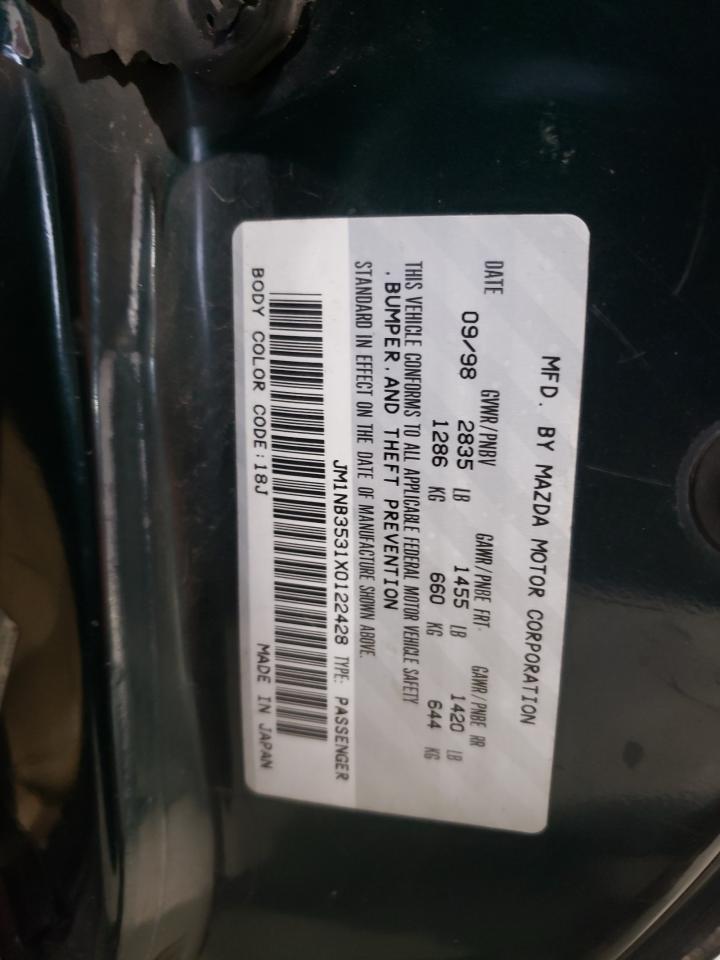 MFD. BY MAZDA MOTOR CORPORATION
DATE GVWR/PNBV GAWR/PNBE FRT. GAWR/PNBE RR
09/98 2835 LB 1455 LB 1420 LB
1286 KG 660 KG 644 KG
THIS VEHICLE CONFORMS TO ALL APPLICABLE FEDERAL MOTOR VEHICLE SAFETY
, BUMPER, AND THEFT PREVENTION
STANDARD IN EFFECT ON THE DATE OF MANUFACTURE SHOWN ABOVE.
JM1NB3531X0122428 TYPE: PASSENGER
BODY COLOR CODE:18J MADE IN JAPAN